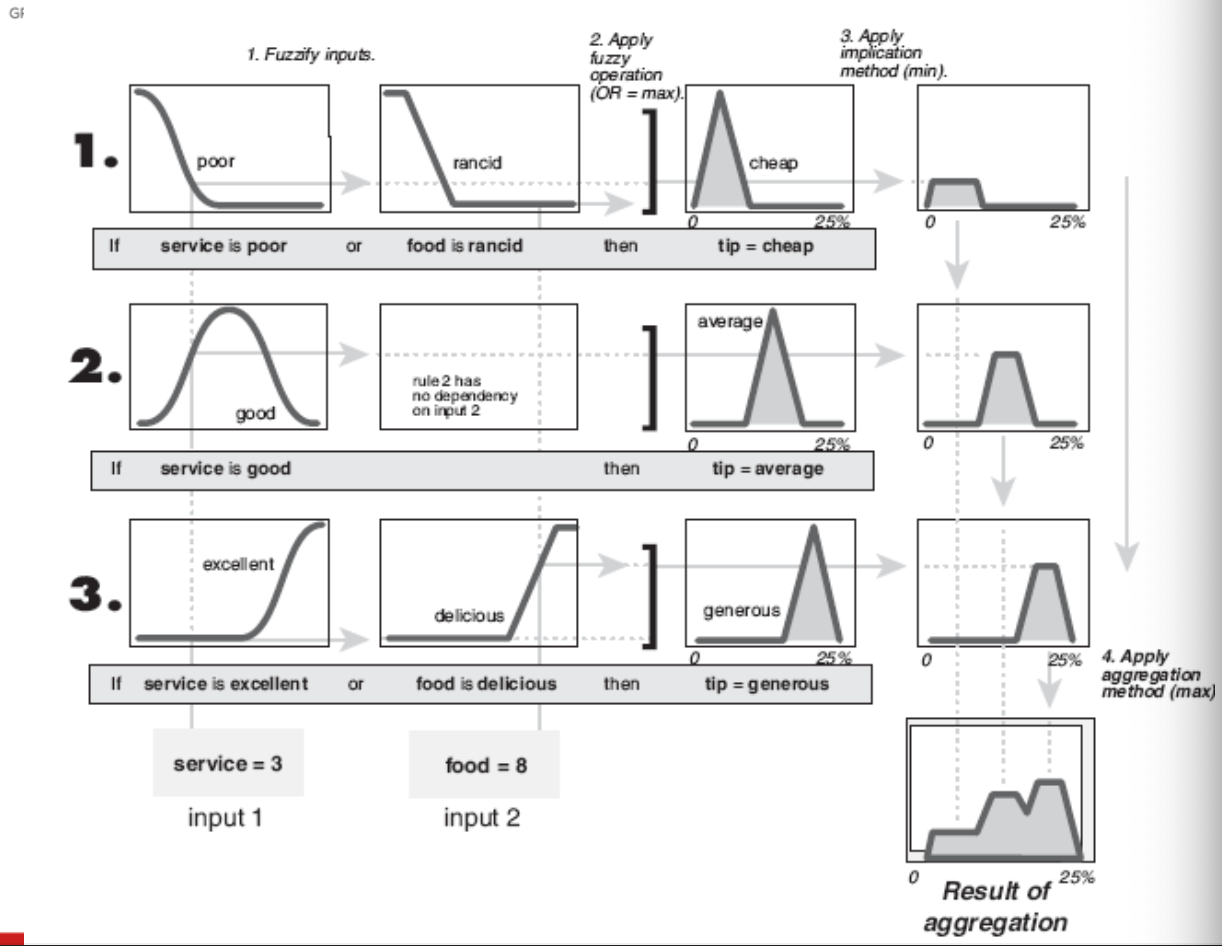 GF
1. Fuzzify inputs.
2. Apply
fuzzy
operation
(OR = max).
3. Apply
implication
method (min).
1.
poor
rancid
cheap
0 25%
0 25%
If service is poor or food is rancid then tip = cheap
2.
good
rule 2 has
no dependency
on input 2
average
0 25%
0 25%
If service is good then tip = average
3.
excellent
delicious
generous
0 25%
0 25%
If service is excellent or food is delicious then tip = generous
4. Apply
aggregation
method (max)
service = 3
input 1
food = 8
input 2
0 25%
Result of
aggregation